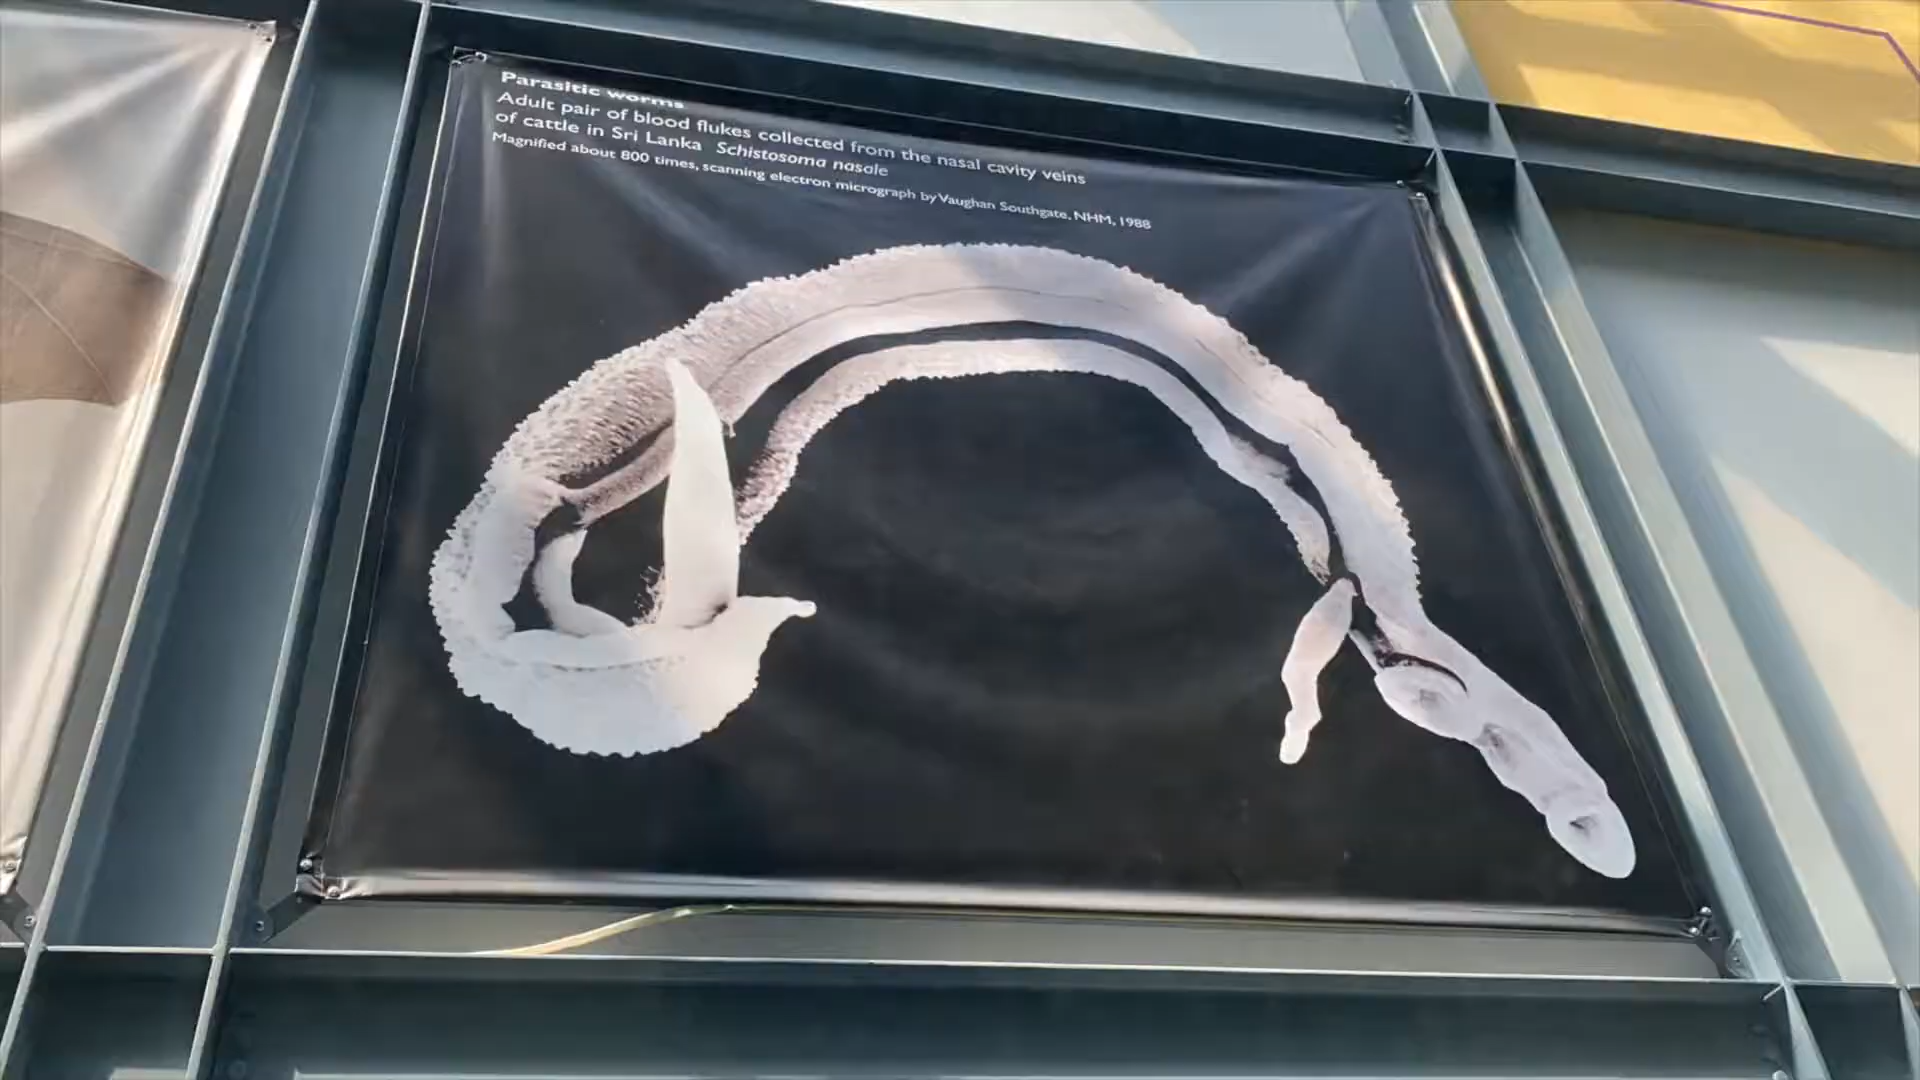 Parasitic worms
Adult pair of blood flukes collected from the nasal cavity veins
of cattle in Sri Lanka Schistosoma nasale
Magnified about 800 times, scanning electron micrograph by Vaughan Southgate, NHM, 1988